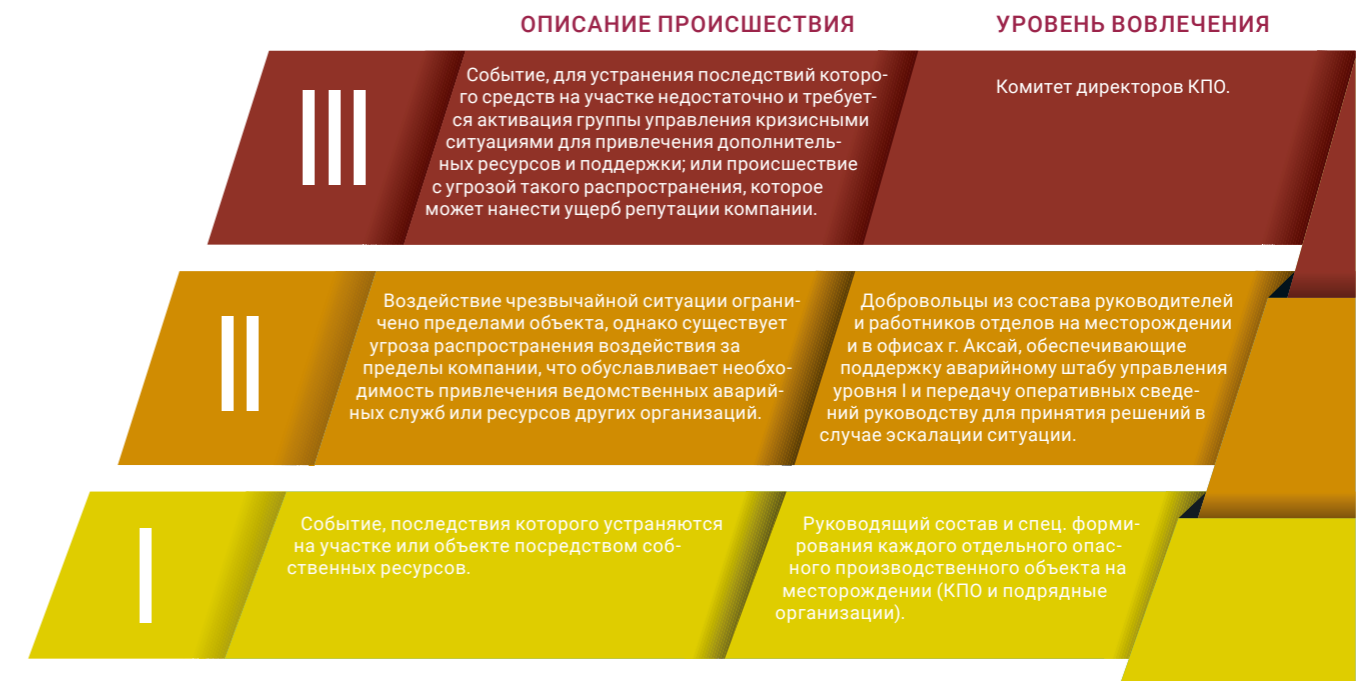 ОПИСАНИЕ ПРОИСШЕСТВИЯ
УРОВЕНЬ ВОВЛЕЧЕНИЯ
III
Событие, для устранения последствий которо-
го средств на участке недостаточно и требует-
ся активация группы управления кризисными
ситуациями для привлечения дополнитель-
ных ресурсов и поддержки; или происшествие
с угрозой такого распространения, которое
может нанести ущерб репутации компании.
Комитет директоров КПО.
II
Воздействие чрезвычайной ситуации ограни-
чено пределами объекта, однако существует
угроза распространения воздействия за
пределы компании, что обуславливает необхо-
димость привлечения ведомственных аварий-
ных служб или ресурсов других организаций.
Добровольцы из состава руководителей
и работников отделов на месторождении
и в офисах г. Аксай, обеспечивающие
поддержку аварийному штабу управления
уровня I и передачу оперативных сведе-
ний руководству для принятия решений в
случае эскалации ситуации.
I
Событие, последствия которого устраняются
на участке или объекте посредством соб-
ственных ресурсов.
Руководящий состав и спец. форми-
рования каждого отдельного опас-
ного производственного объекта на
месторождении (КПО и подрядные
организации).